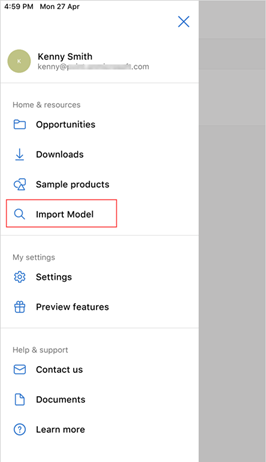 4:59 PM Mon 27 Apr
K
Kenny Smith
kenny@ .com
Home & resources
Opportunities
Downloads
Sample products
Import Model
My settings
Settings
Preview features
Help & support
Contact us
Documents
Learn more